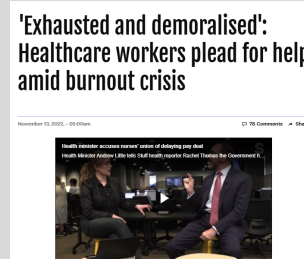 'Exhausted and demoralised':
Healthcare workers plead for help
amid burnout crisis
November 13, 2022, • 05:00am
78 Comments
Sha
Health minister accuses nurses' union of delaying pay deal
Health Minister Andrew Little tells Stuff health reporter Rachel Thomas the Government h...